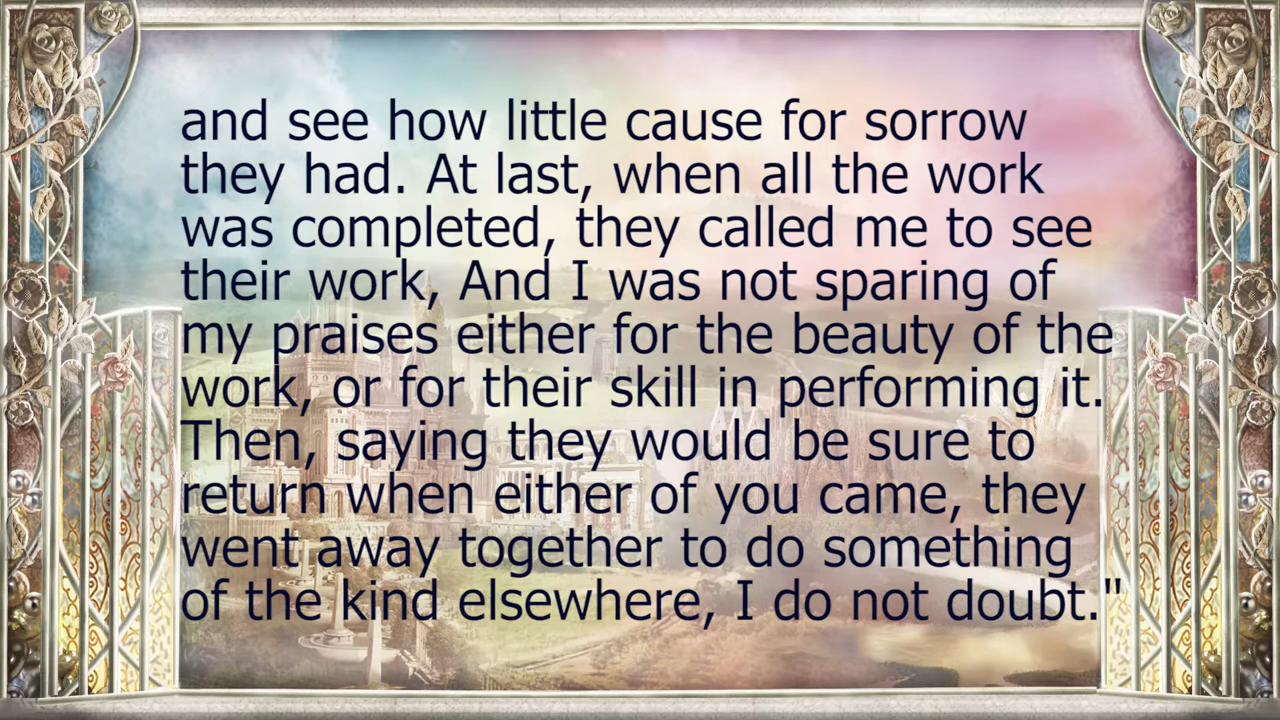 and see how little cause for sorrow
they had. At last, when all the work
was completed, they called me to see
their work, And I was not sparing of
my praises either for the beauty of the
work, or for their skill in performing it.
Then, saying they would be sure to
return when either of you came, they
went away together to do something
of the kind elsewhere, I do not doubt."